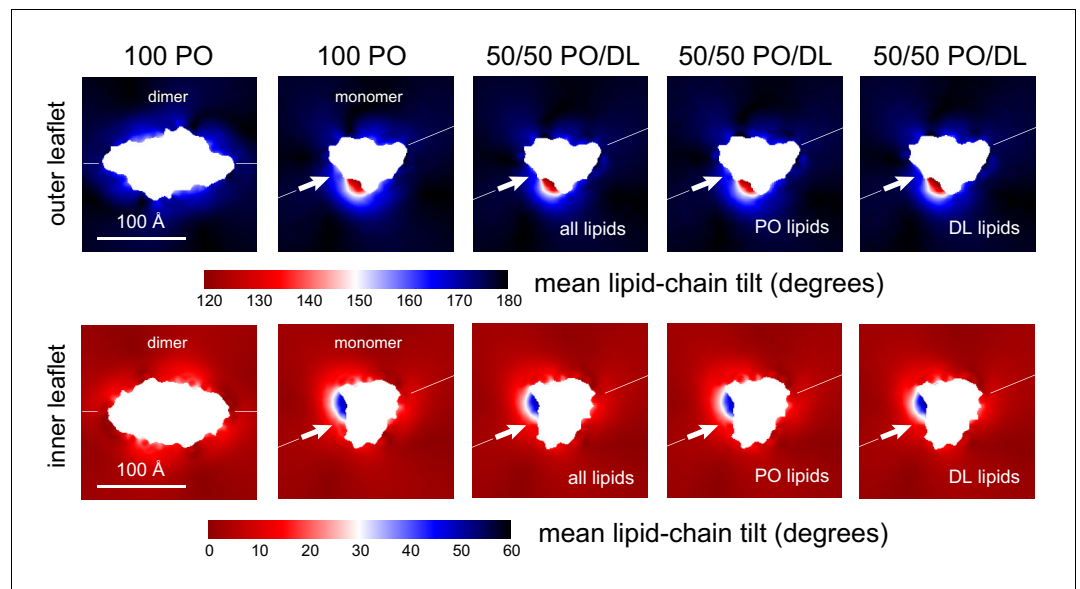 100 PO
100 PO
50/50 PO/DL
50/50 PO/DL
50/50 PO/DL
outer leaflet
dimer
monomer
100 Å
all lipids
PO lipids
DL lipids
120 130 140 150 160 170 180
mean lipid-chain tilt (degrees)
inner leaflet
dimer
monomer
100 Å
all lipids
PO lipids
DL lipids
0 10 20 30 40 50 60
mean lipid-chain tilt (degrees)